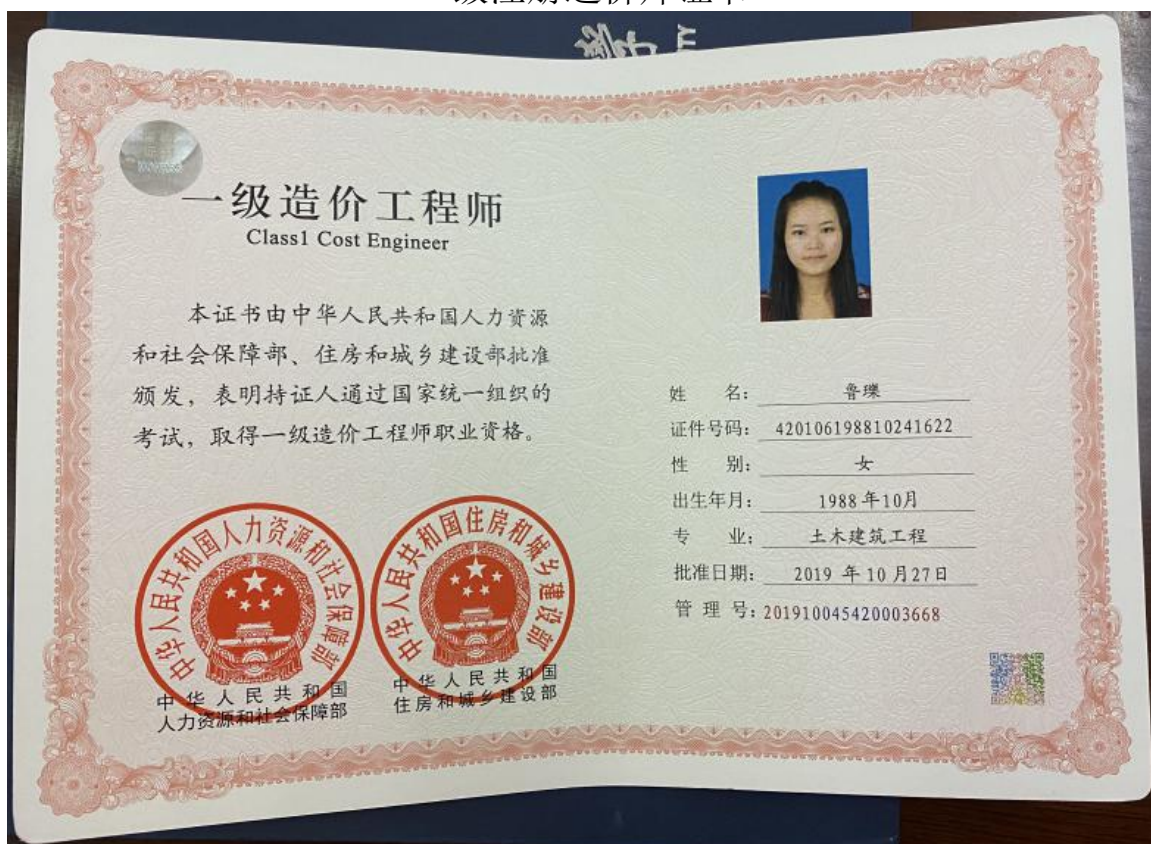 一级造价工程师
Class1 Cost Engineer
本证书由中华人民共和国人力资源
和社会保障部、住房和城乡建设部批准
颁发，表明持证人通过国家统一组织的
考试，取得一级造价工程师职业资格。
中华人民共和国人力资源和社会保障部
中华人民共和国住房和城乡建设部
中华人民共和国
人力资源和社会保障部
中华人民共和国
住房和城乡建设部
姓 名： 鲁瓅
证件号码： 420106198810241622
性 别： 女
出生年月： 1988年10月
专 业： 土木建筑工程
批准日期： 2019 年 10 月27日
管 理 号：201910045420003668